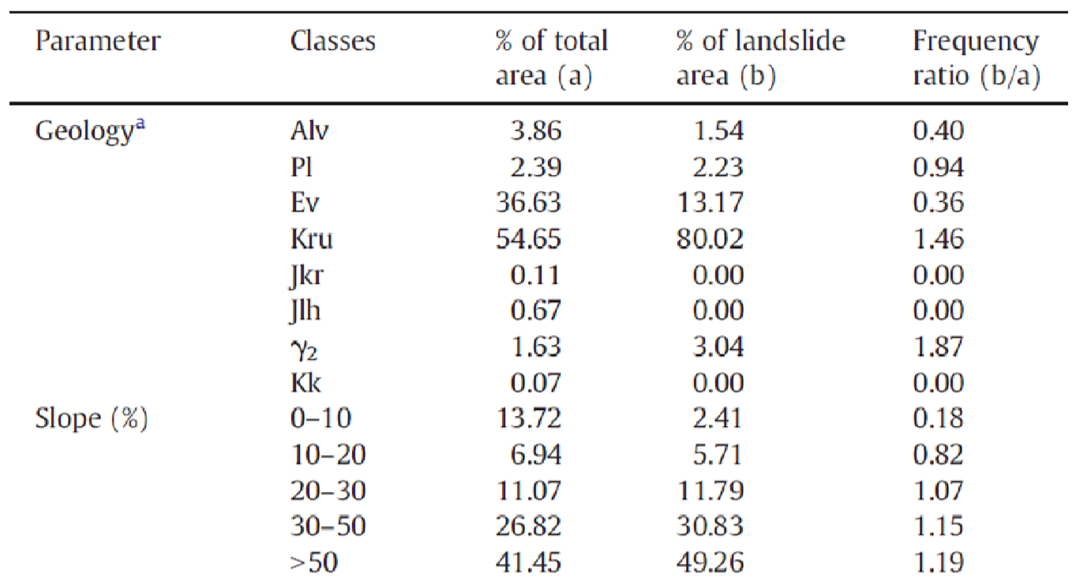 Parameter Classes % of total % of landslide Frequency
area (a) area (b) ratio (b/a)
Geologyᵃ Alv 3.86 1.54 0.40
Pl 2.39 2.23 0.94
Ev 36.63 13.17 0.36
Kru 54.65 80.02 1.46
Jkr 0.11 0.00 0.00
Jlh 0.67 0.00 0.00
γ₂ 1.63 3.04 1.87
Kk 0.07 0.00 0.00
Slope (%) 0–10 13.72 2.41 0.18
10–20 6.94 5.71 0.82
20–30 11.07 11.79 1.07
30–50 26.82 30.83 1.15
>50 41.45 49.26 1.19